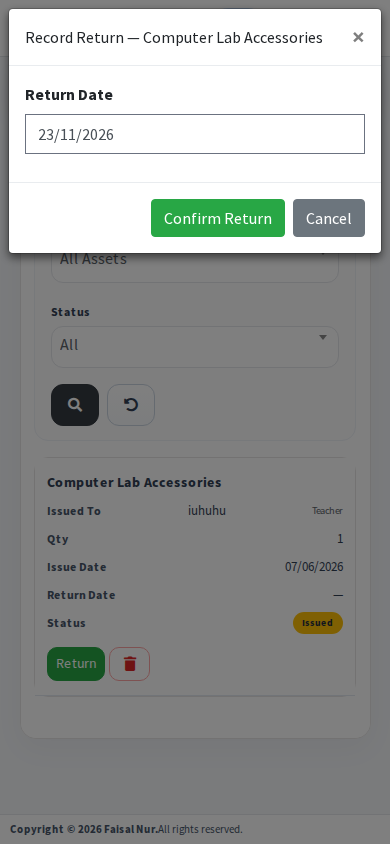 Record Return — Computer Lab Accessories ×
Return Date
23/11/2026
Confirm Return Cancel
All Assets
Status
All
Computer Lab Accessories
Issued To iuhuhu Teacher
Qty 1
Issue Date 07/06/2026
Return Date —
Status Issued
Return
Copyright © 2026 Faisal Nur.All rights reserved.